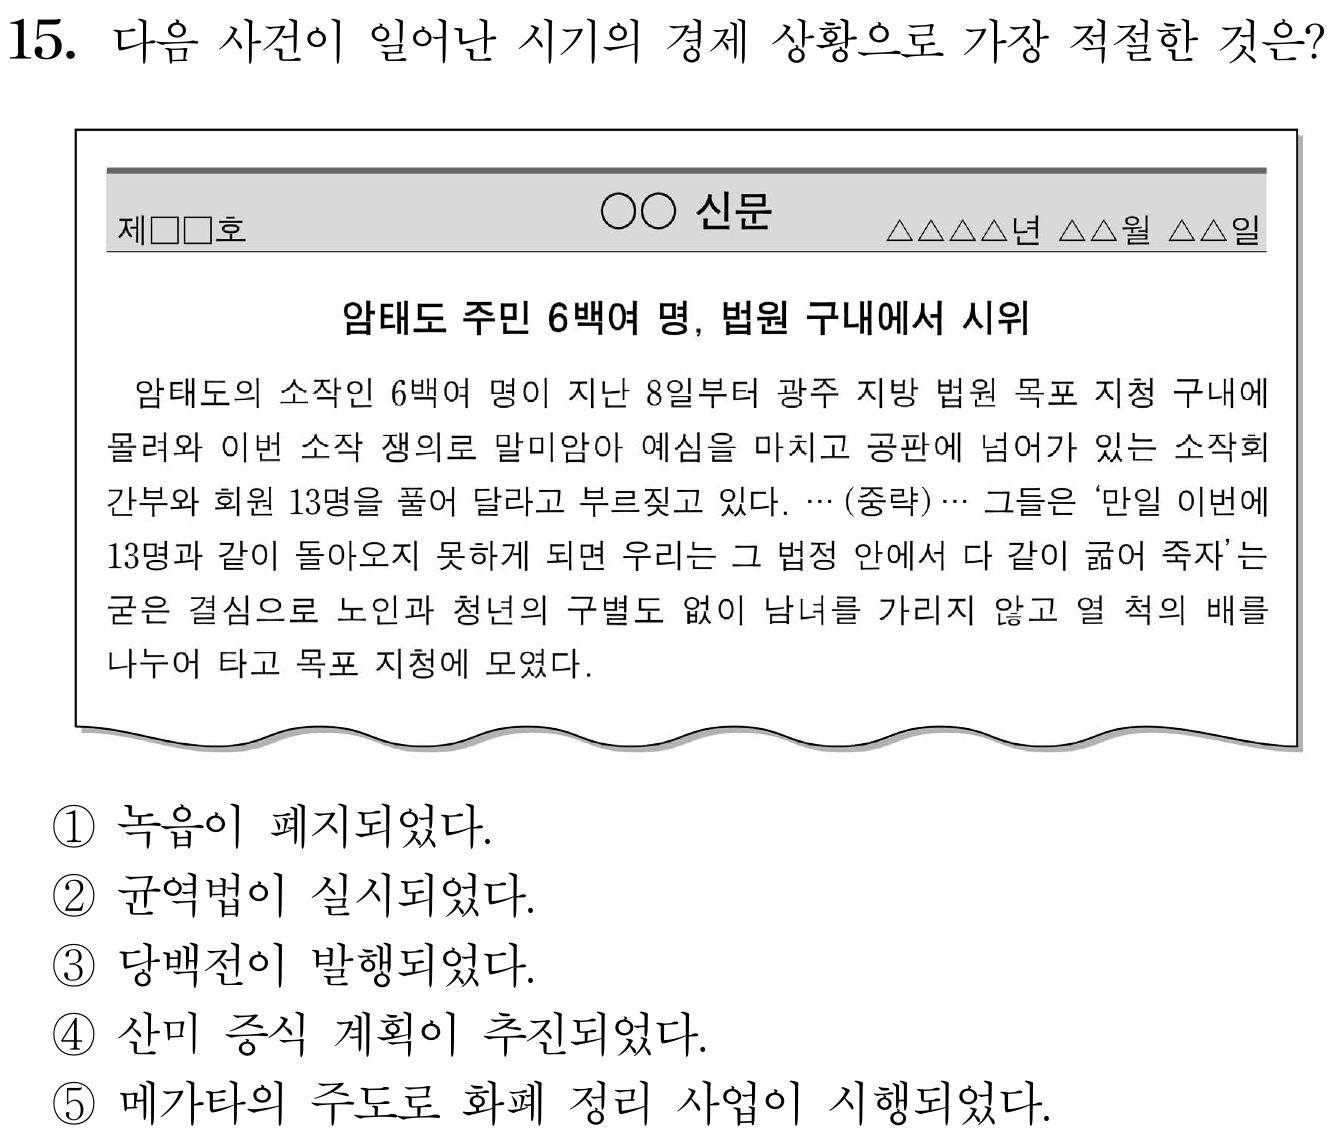 15. 다음 사건이 일어난 시기의 경제 상황으로 가장 적절한 것은?
제□□호
○○ 신문
△△△△년 △△월 △△일
암태도 주민 6백여 명, 법원 구내에서 시위
암태도의 소작인 6백여 명이 지난 8일부터 광주 지방 법원 목포 지청 구내에
몰려와 이번 소작 쟁의로 말미암아 예심을 마치고 공판에 넘어가 있는 소작회
간부와 회원 13명을 풀어 달라고 부르짖고 있다. … (중략) … 그들은 ‘만일 이번에
13명과 같이 돌아오지 못하게 되면 우리는 그 법정 안에서 다 같이 굶어 죽자’는
굳은 결심으로 노인과 청년의 구별도 없이 남녀를 가리지 않고 열 척의 배를
나누어 타고 목포 지청에 모였다.
① 녹읍이 폐지되었다.
② 균역법이 실시되었다.
③ 당백전이 발행되었다.
④ 산미 증식 계획이 추진되었다.
⑤ 메가타의 주도로 화폐 정리 사업이 시행되었다.